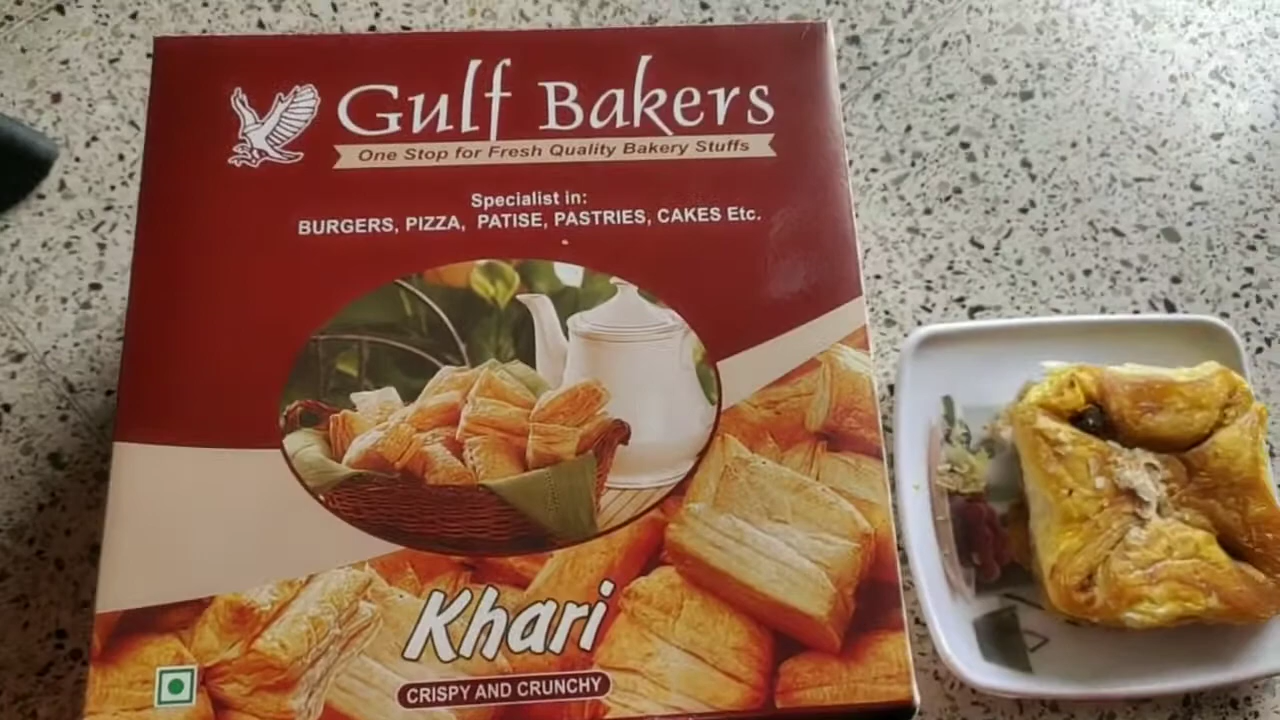 Gulf Bakers
One Stop for Fresh Quality Bakery Stuffs
Specialist in:
BURGERS, PIZZA, PATISE, PASTRIES, CAKES Etc.
Khari
CRISPY AND CRUNCHY